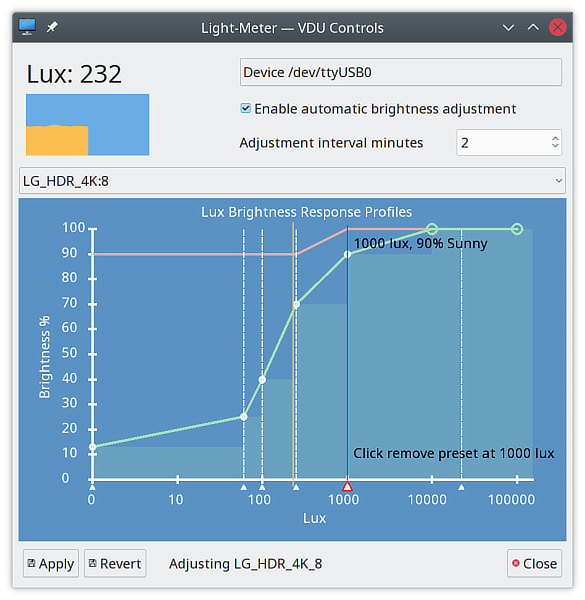 Light-Meter — VDU Controls
Lux: 232
Device /dev/ttyUSB0
Enable automatic brightness adjustment
Adjustment interval minutes
2
LG_HDR_4K:8
Lux Brightness Response Profiles
100
1000 lux, 90% Sunny
90
80
70
60
50
40
30
20
10
0
Brightness %
Click remove preset at 1000 lux
0 10 100 1000 10000 100000
Lux
Apply Revert Adjusting LG_HDR_4K_8 Close